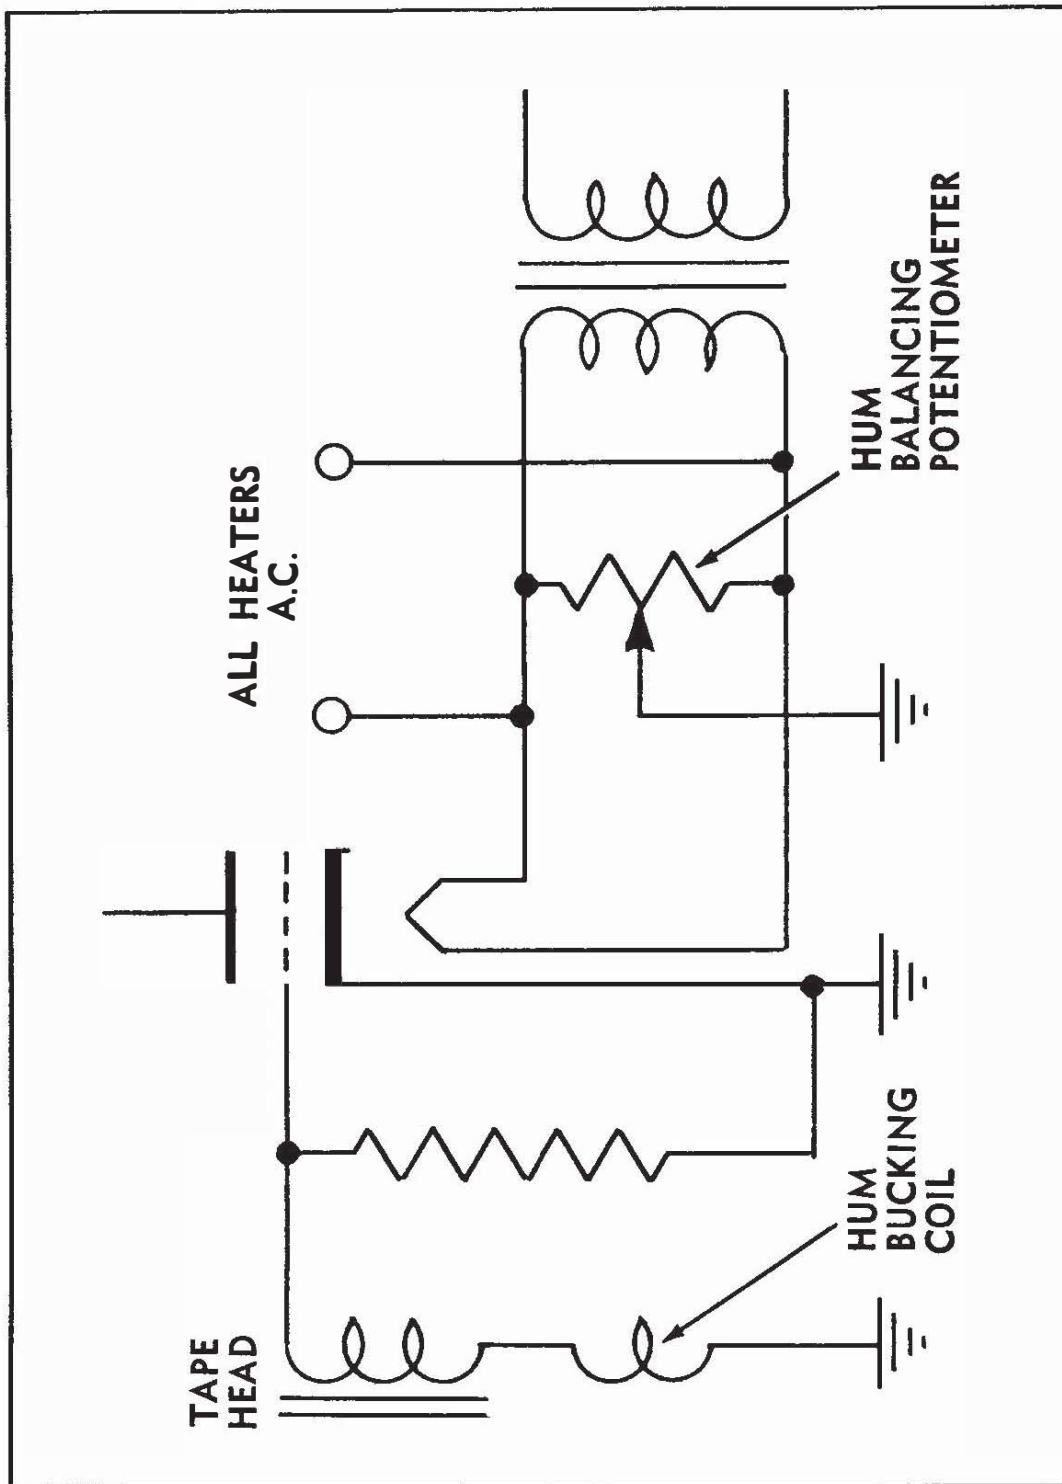 TAPE
HEAD
HUM
BUCKING
COIL
ALL HEATERS
A.C.
HUM
BALANCING
POTENTIOMETER